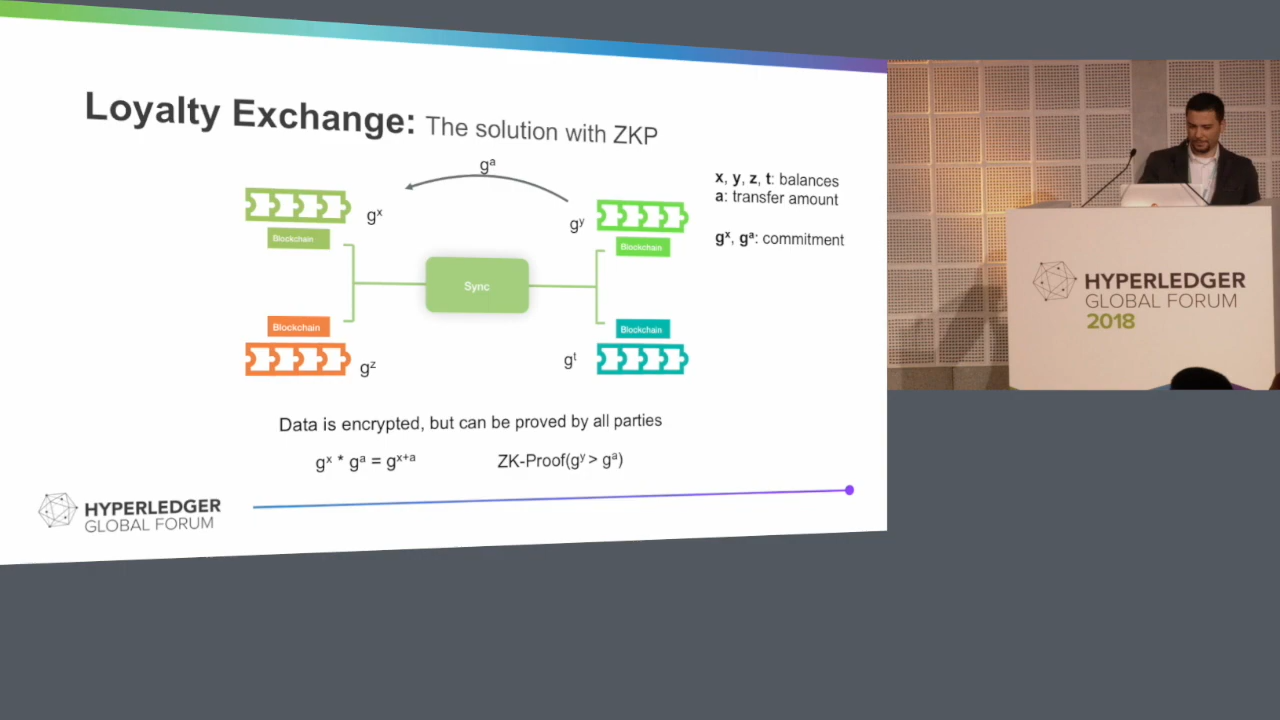 Loyalty Exchange: The solution with ZKP
gᵃ
x, y, z, t: balances
a: transfer amount
gˣ
gʸ
gˣ, gᵃ: commitment
Blockchain
Blockchain
Sync
Blockchain
Blockchain
gᶻ
gᵗ
Data is encrypted, but can be proved by all parties
gˣ * gᵃ = gˣ⁺ᵃ
ZK-Proof(gʸ > gᵃ)
HYPERLEDGER
GLOBAL FORUM
HYPERLEDGER
GLOBAL FORUM
2018